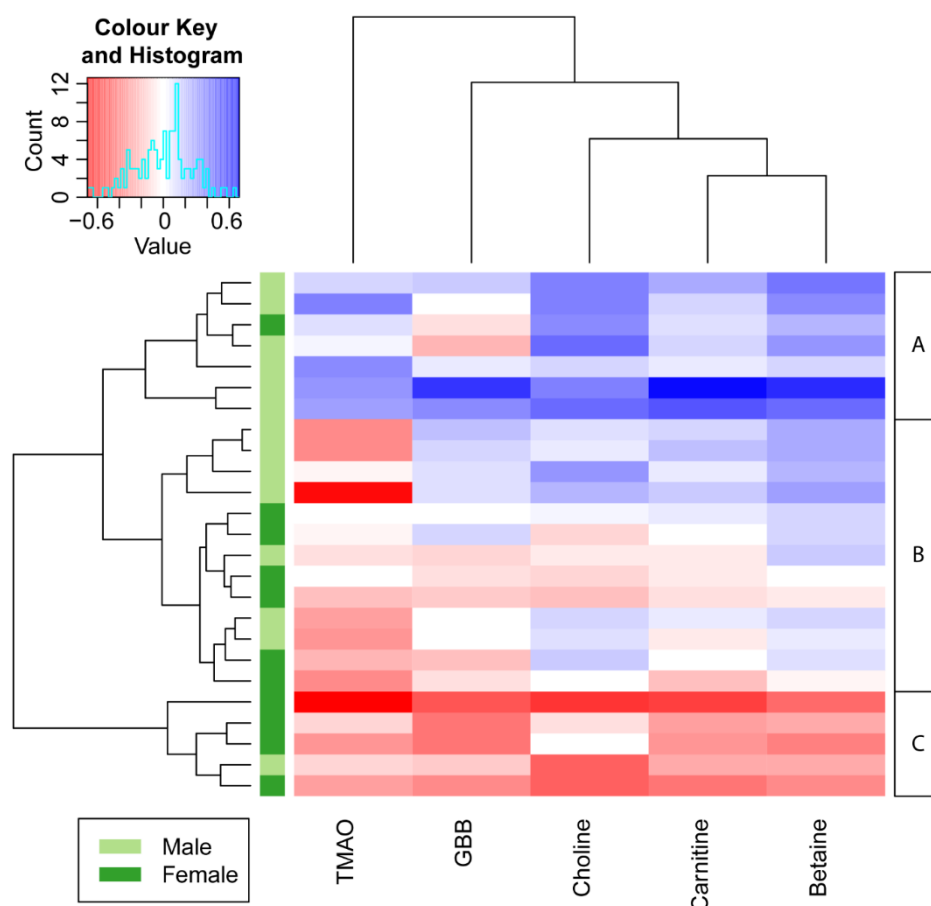 Colour Key
and Histogram
12
8
4
0
Count
−0.6
0
0.6
Value
A
B
C
Male
Female
TMAO
GBB
Choline
Carnitine
Betaine